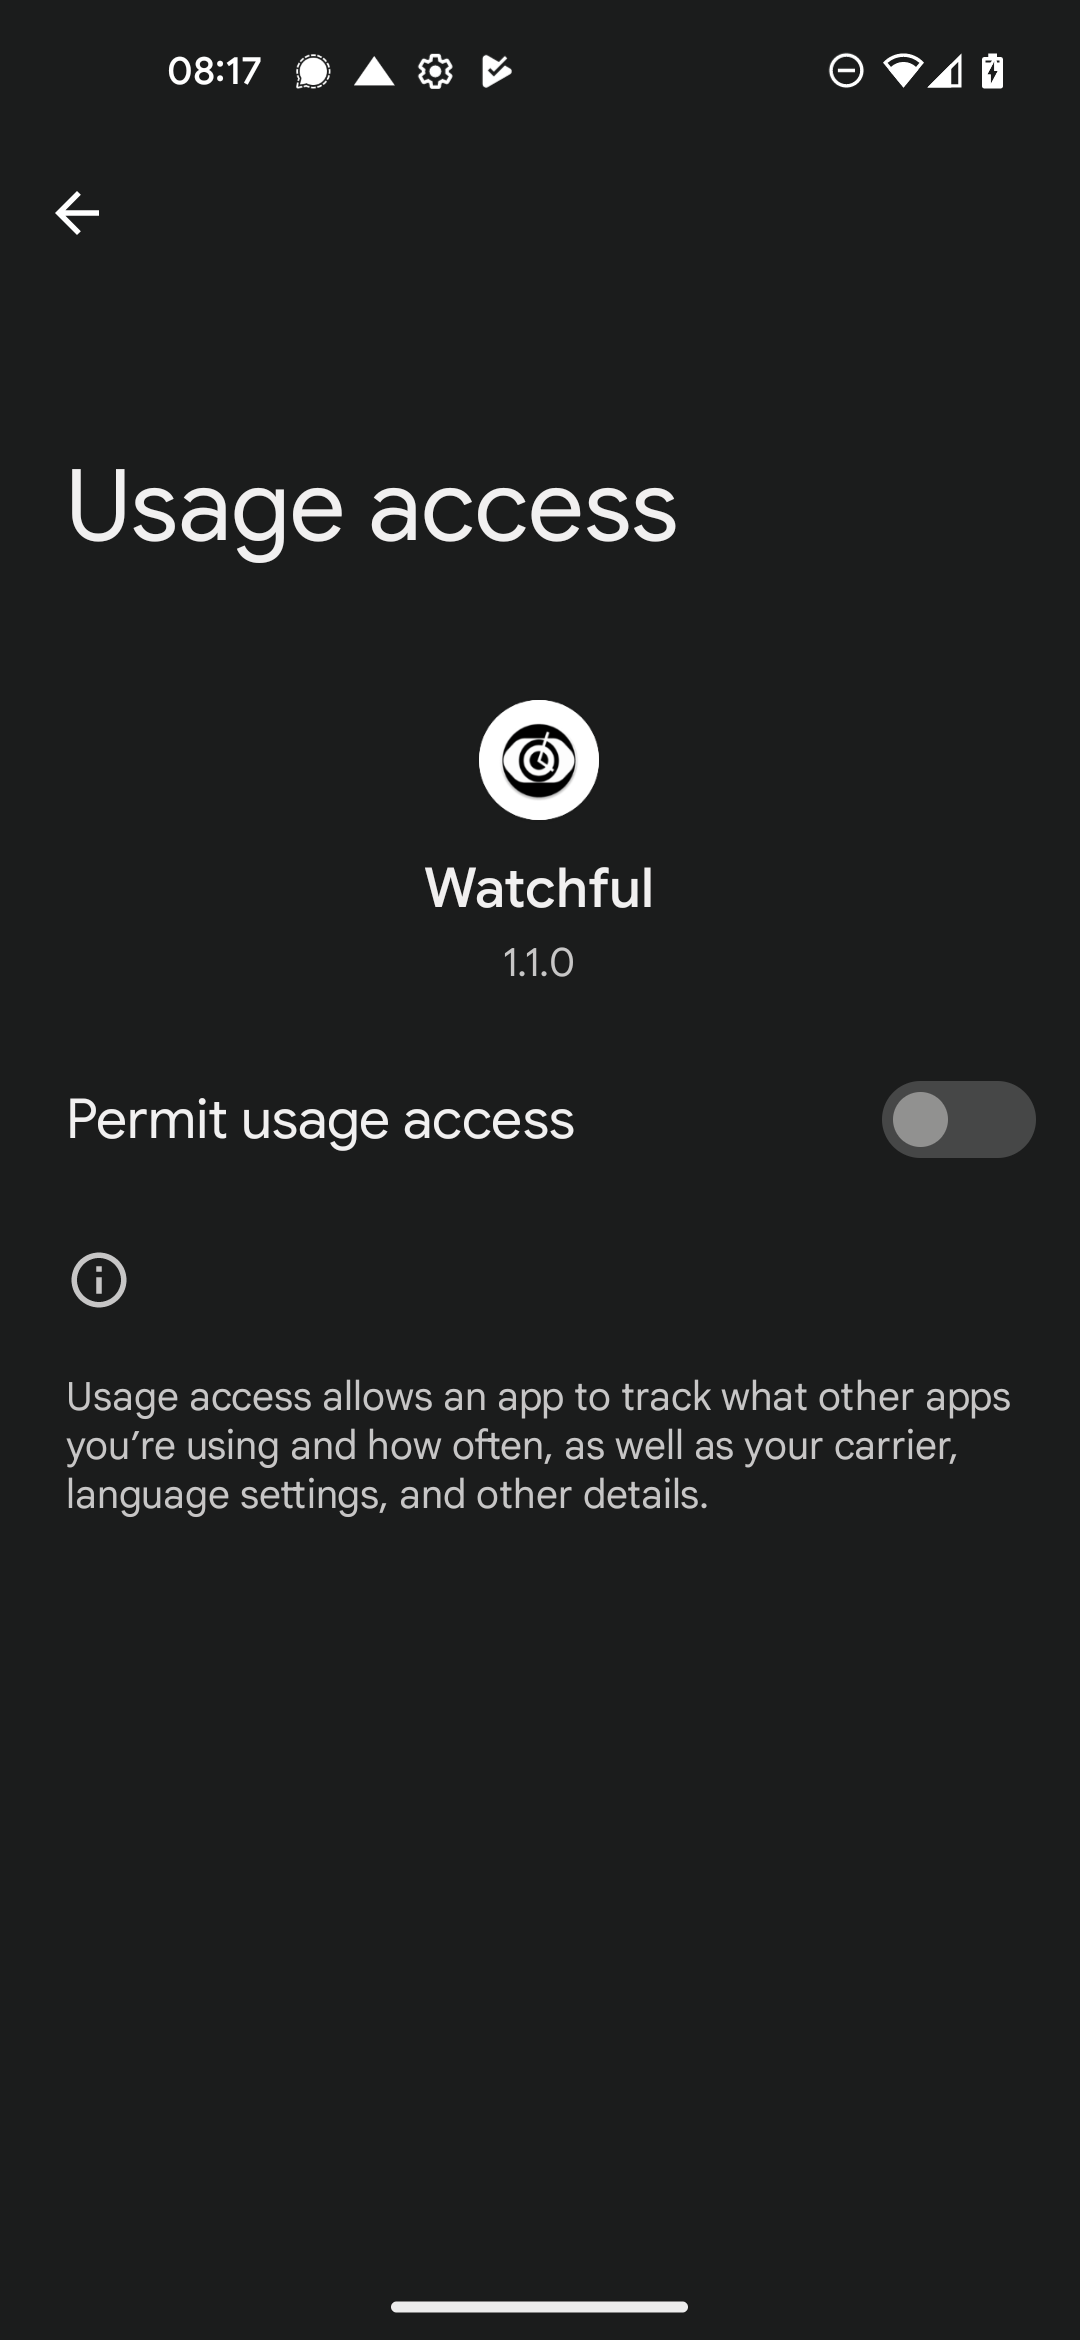 08:17
Usage access
Watchful
1.1.0
Permit usage access
Usage access allows an app to track what other apps
you’re using and how often, as well as your carrier,
language settings, and other details.